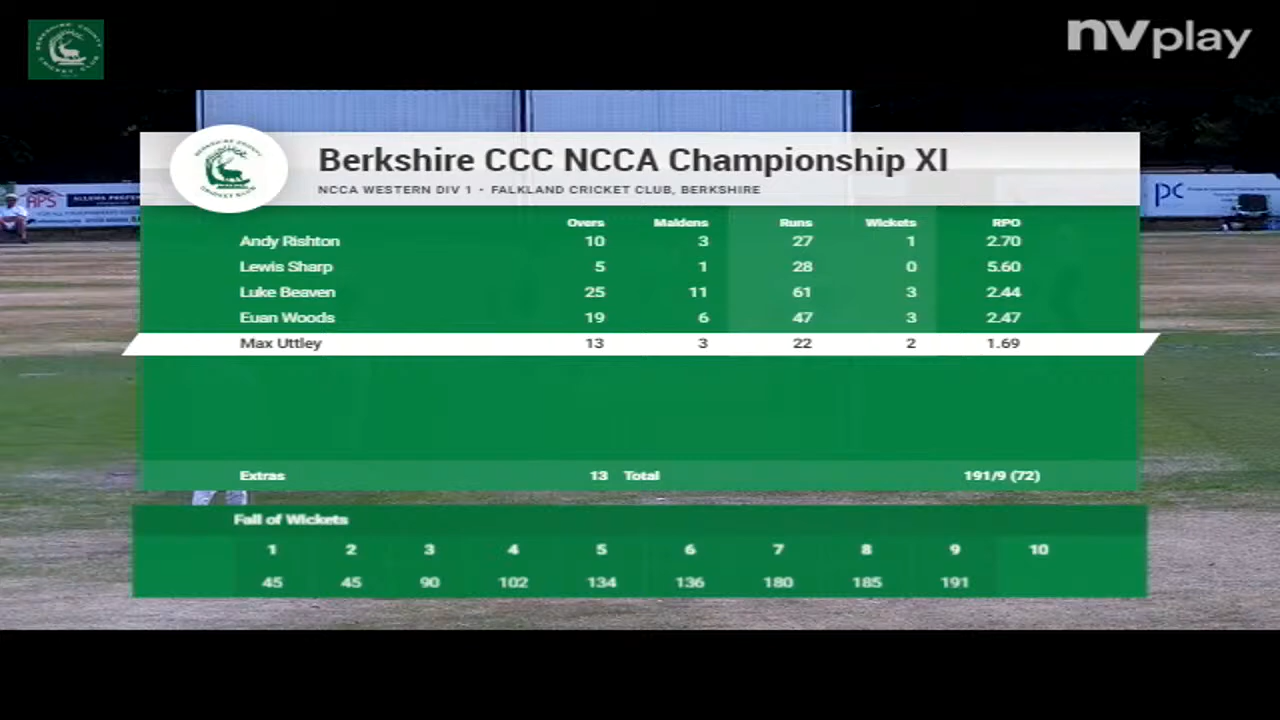 nvplay
Berkshire CCC NCCA Championship XI
NCCA WESTERN DIV 1 - FALKLAND CRICKET CLUB, BERKSHIRE
Overs Maidens Runs Wickets RPO
Andy Rishton 10 3 27 1 2.70
Lewis Sharp 5 1 28 0 5.60
Luke Beaven 25 11 61 3 2.44
Euan Woods 19 6 47 3 2.47
Max Uttley 13 3 22 2 1.69
Extras 13 Total 191/9 (72)
Fall of Wickets
1 2 3 4 5 6 7 8 9 10
45 45 90 102 134 136 180 185 191
APS
pc